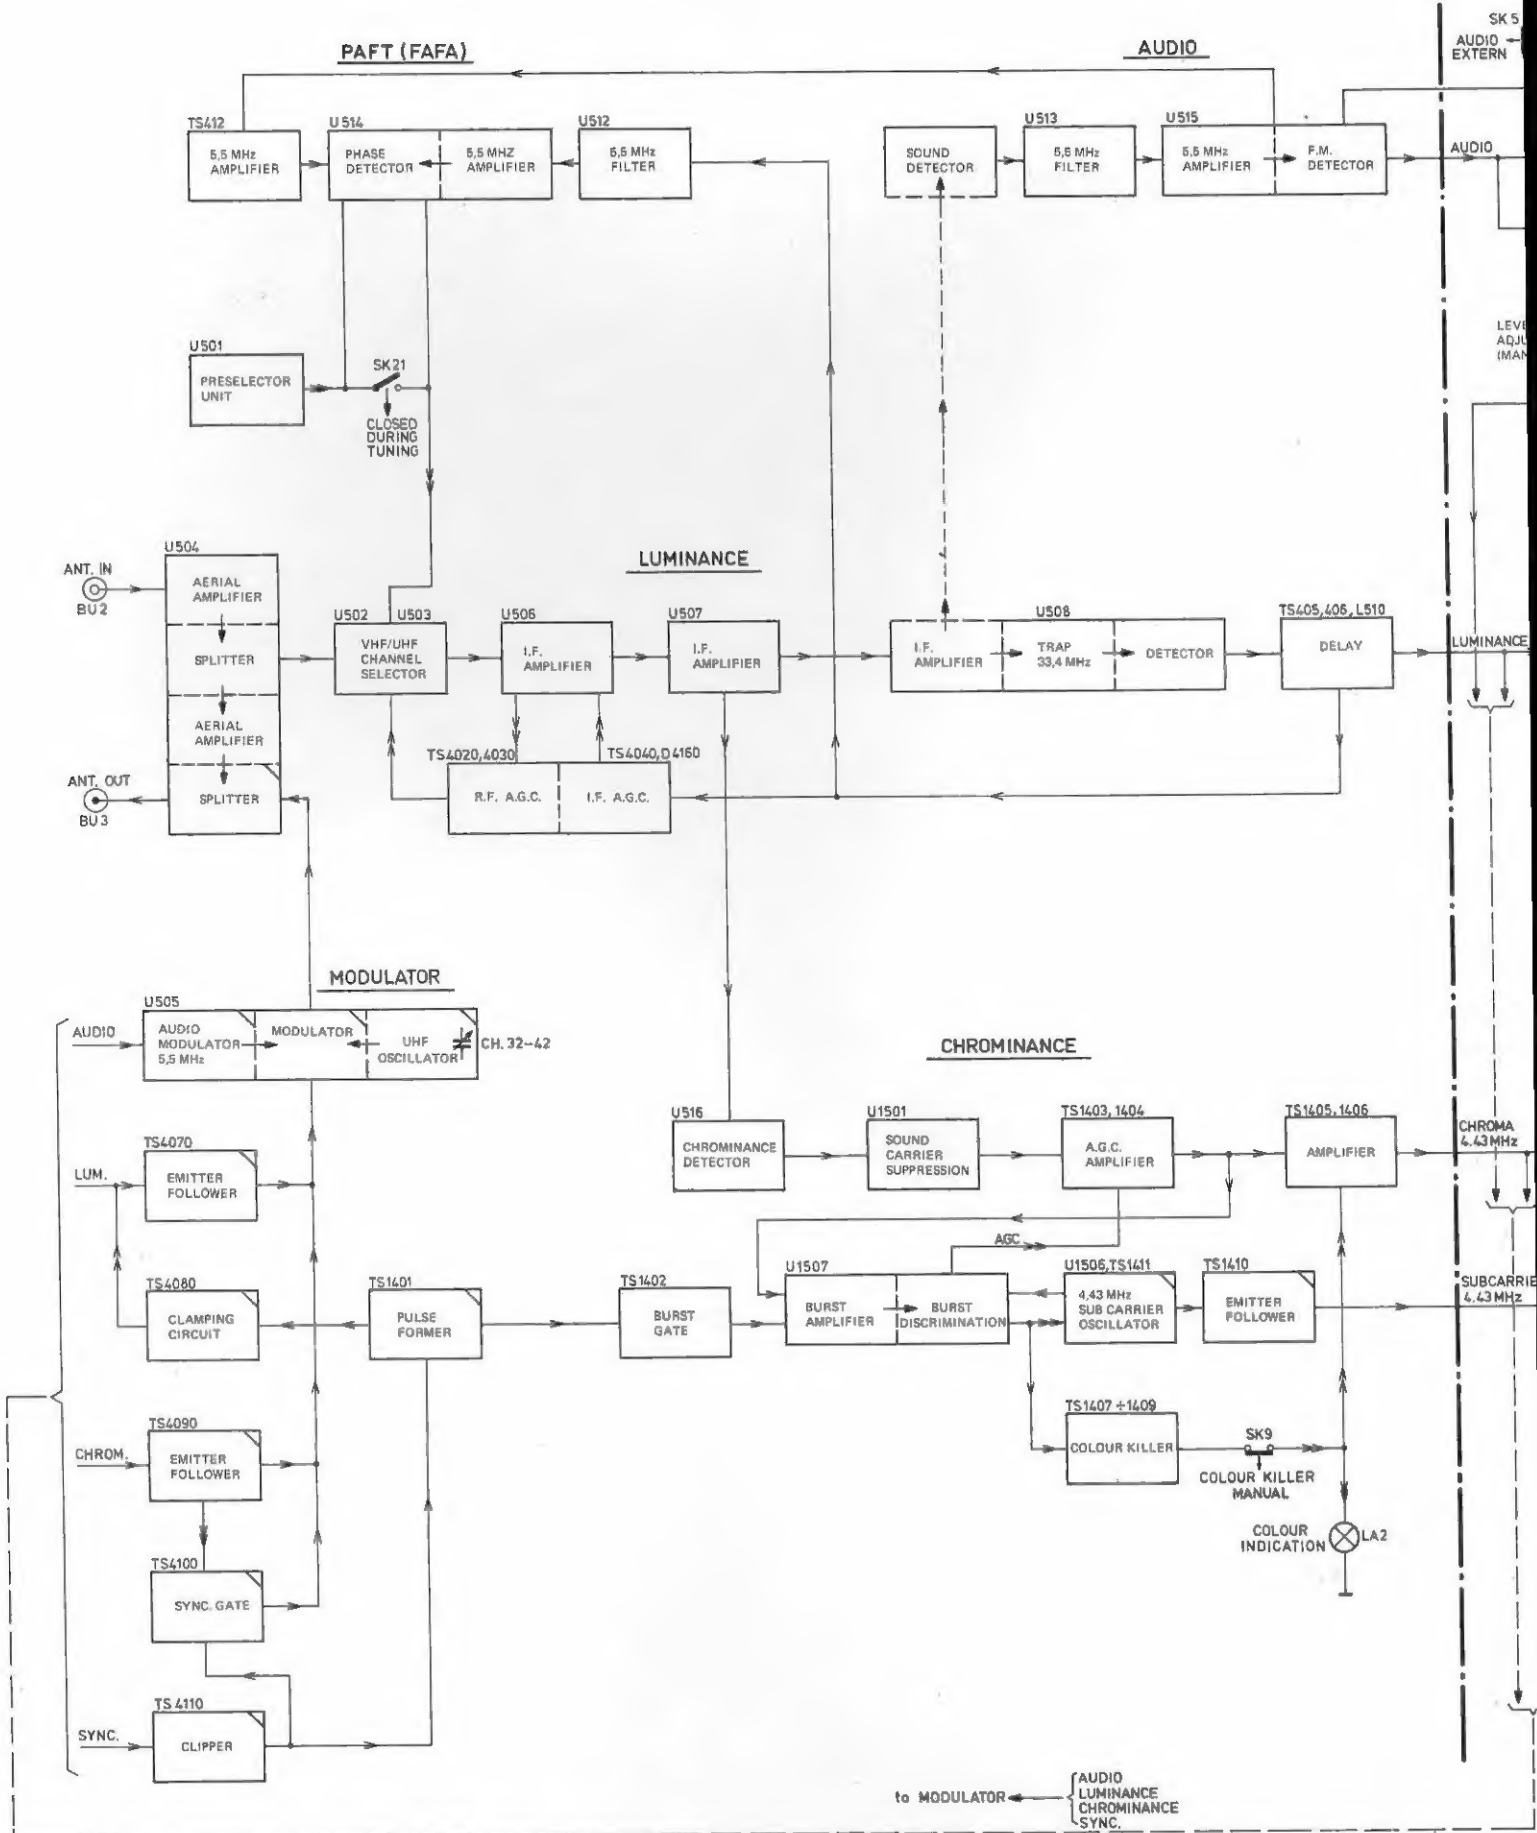 SK 5
AUDIO
EXTERN
PAFT (FAFA)
AUDIO
TS412
5,5 MHz
AMPLIFIER
U514
PHASE
DETECTOR
5,5 MHZ
AMPLIFIER
U512
5,5 MHz
FILTER
SOUND
DETECTOR
U513
5,5 MHz
FILTER
U515
5,5 MHz
AMPLIFIER
F.M.
DETECTOR
AUDIO
U501
PRESELECTOR
UNIT
SK21
CLOSED
DURING
TUNING
LUMINANCE
ANT. IN
BU2
U504
AERIAL
AMPLIFIER
SPLITTER
AERIAL
AMPLIFIER
SPLITTER
ANT. OUT
BU3
U502
U503
VHF/UHF
CHANNEL
SELECTOR
U506
I.F.
AMPLIFIER
U507
I.F.
AMPLIFIER
U508
I.F.
AMPLIFIER
TRAP
33,4 MHz
DETECTOR
TS405,406, L510
DELAY
LUMINANCE
TS4020,4030
R.F. A.G.C.
TS4040,D4160
I.F. A.G.C.
MODULATOR
U505
AUDIO
AUDIO
MODULATOR
5,5 MHz
MODULATOR
UHF
OSCILLATOR
CH. 32-42
CHROMINANCE
TS4070
LUM.
EMITTER
FOLLOWER
U516
CHROMINANCE
DETECTOR
U1501
SOUND
CARRIER
SUPPRESSION
TS1403, 1404
A.G.C.
AMPLIFIER
TS1405, 1406
AMPLIFIER
CHROMA
4.43 MHz
AGC
TS4080
CLAMPING
CIRCUIT
TS1401
PULSE
FORMER
TS1402
BURST
GATE
U1507
BURST
AMPLIFIER
BURST
DISCRIMINATION
U1506,TS1411
4,43 MHz
SUB CARRIER
OSCILLATOR
TS1410
EMITTER
FOLLOWER
SUBCARRIE
4.43MHz
TS4090
CHROM.
EMITTER
FOLLOWER
TS1407 ÷1409
COLOUR KILLER
SK9
COLOUR KILLER
MANUAL
COLOUR
INDICATION
LA2
TS4100
SYNC. GATE
TS 4110
SYNC.
CLIPPER
to MODULATOR
AUDIO
LUMINANCE
CHROMINANCE
SYNC.